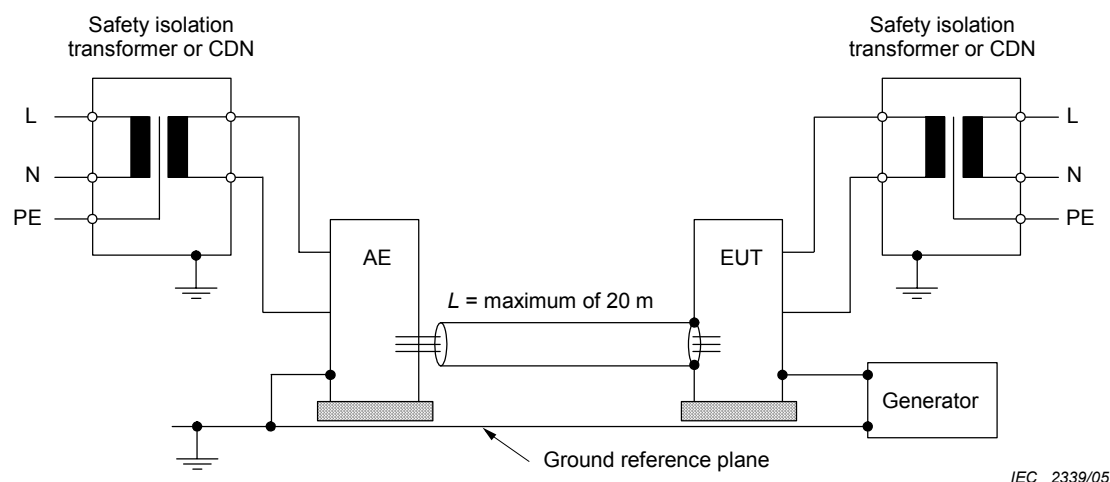 Safety isolation
transformer or CDN
Safety isolation
transformer or CDN
L
N
PE
L
N
PE
AE
EUT
L = maximum of 20 m
Generator
Ground reference plane
IEC 2339/05